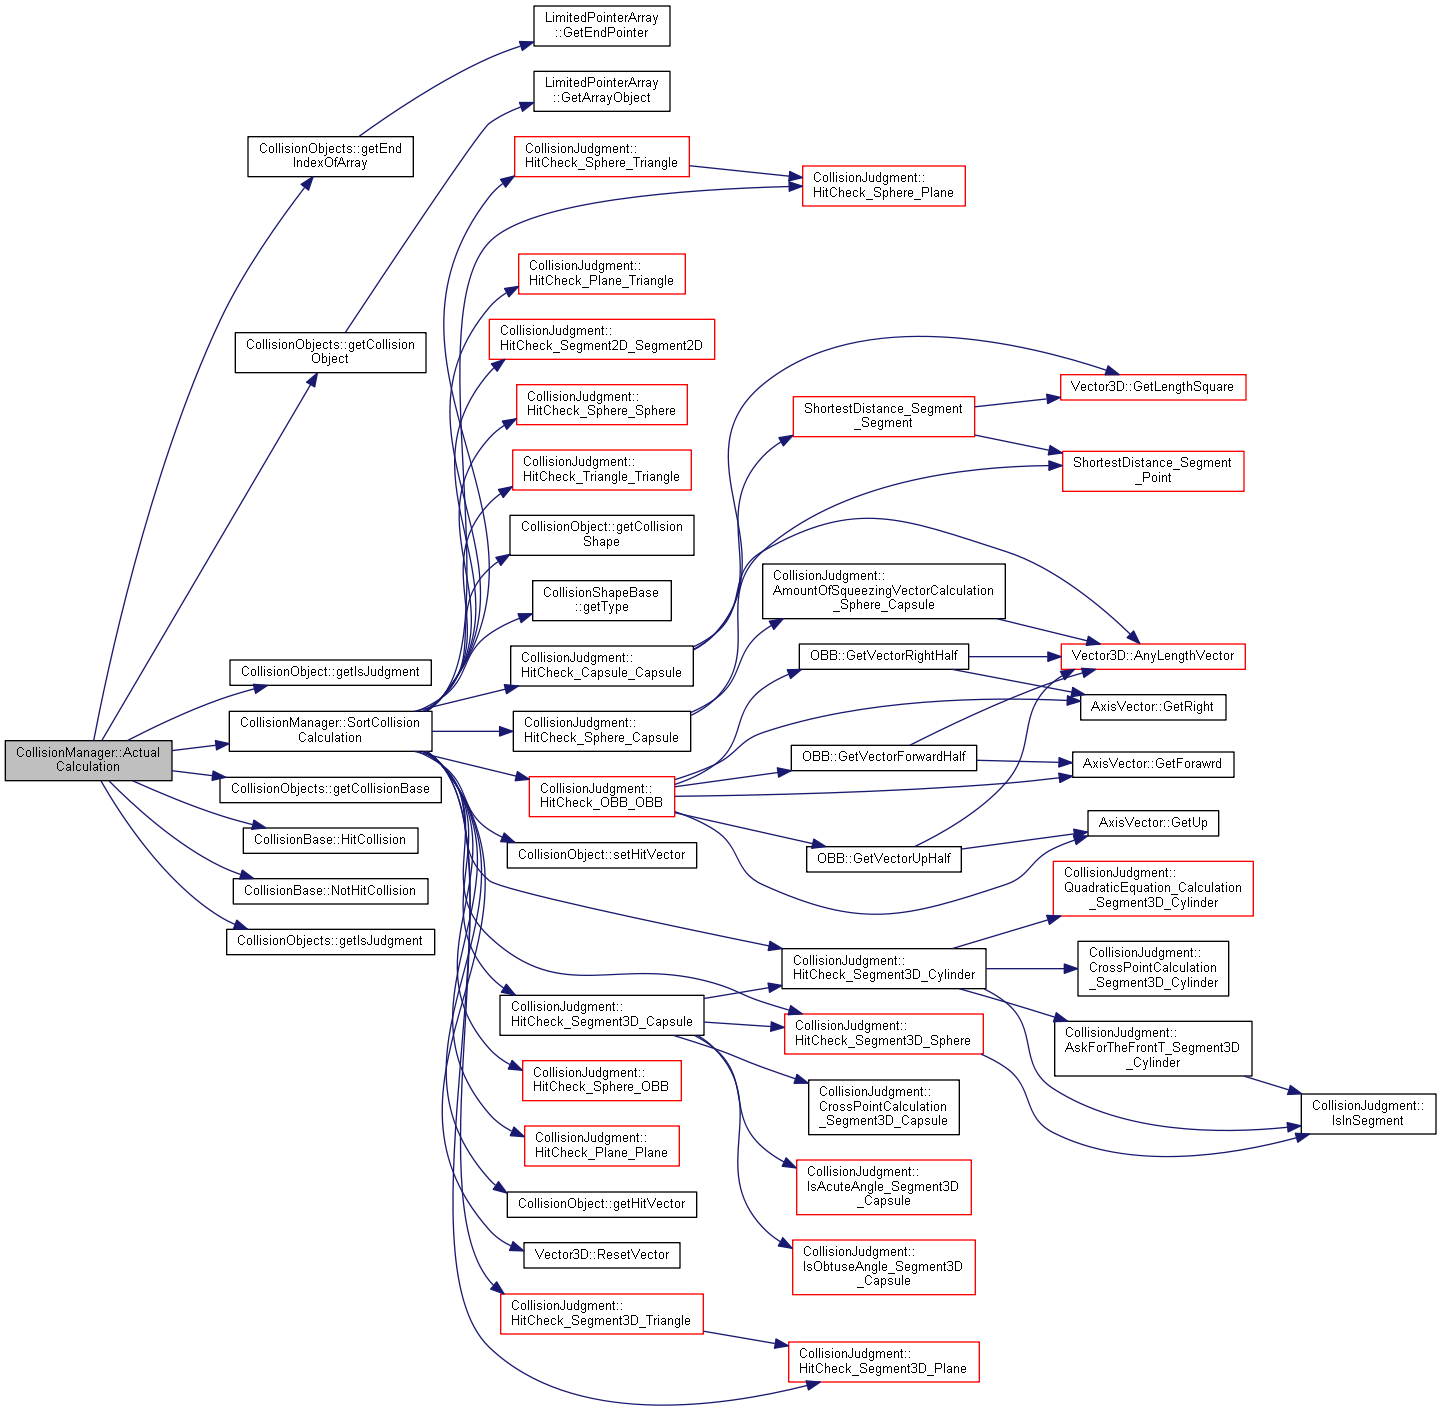 CollisionManager::Actual
Calculation
CollisionObjects::getEnd
IndexOfArray
LimitedPointerArray
::GetEndPointer
CollisionObjects::getCollision
Object
LimitedPointerArray
::GetArrayObject
CollisionObject::getIsJudgment
CollisionManager::SortCollision
Calculation
CollisionObjects::getCollisionBase
CollisionBase::HitCollision
CollisionBase::NotHitCollision
CollisionObjects::getIsJudgment
CollisionJudgment::
HitCheck_Sphere_Triangle
CollisionJudgment::
HitCheck_Sphere_Plane
CollisionJudgment::
HitCheck_Plane_Triangle
CollisionJudgment::
HitCheck_Segment2D_Segment2D
CollisionJudgment::
HitCheck_Sphere_Sphere
CollisionJudgment::
HitCheck_Triangle_Triangle
CollisionObject::getCollision
Shape
CollisionShapeBase
::getType
CollisionJudgment::
HitCheck_Capsule_Capsule
CollisionJudgment::
HitCheck_Sphere_Capsule
CollisionJudgment::
HitCheck_OBB_OBB
CollisionObject::setHitVector
CollisionJudgment::
HitCheck_Segment3D_Capsule
CollisionJudgment::
HitCheck_Sphere_OBB
CollisionJudgment::
HitCheck_Plane_Plane
CollisionObject::getHitVector
Vector3D::ResetVector
CollisionJudgment::
HitCheck_Segment3D_Triangle
ShortestDistance_Segment
_Segment
CollisionJudgment::
AmountOfSqueezingVectorCalculation
_Sphere_Capsule
OBB::GetVectorRightHalf
OBB::GetVectorForwardHalf
OBB::GetVectorUpHalf
CollisionJudgment::
HitCheck_Segment3D_Cylinder
CollisionJudgment::
HitCheck_Segment3D_Sphere
CollisionJudgment::
CrossPointCalculation
_Segment3D_Capsule
CollisionJudgment::
IsAcuteAngle_Segment3D
_Capsule
CollisionJudgment::
IsObtuseAngle_Segment3D
_Capsule
CollisionJudgment::
HitCheck_Segment3D_Plane
Vector3D::GetLengthSquare
ShortestDistance_Segment
_Point
Vector3D::AnyLengthVector
AxisVector::GetRight
AxisVector::GetForawrd
AxisVector::GetUp
CollisionJudgment::
QuadraticEquation_Calculation
_Segment3D_Cylinder
CollisionJudgment::
CrossPointCalculation
_Segment3D_Cylinder
CollisionJudgment::
AskForTheFrontT_Segment3D
_Cylinder
CollisionJudgment::
IsInSegment